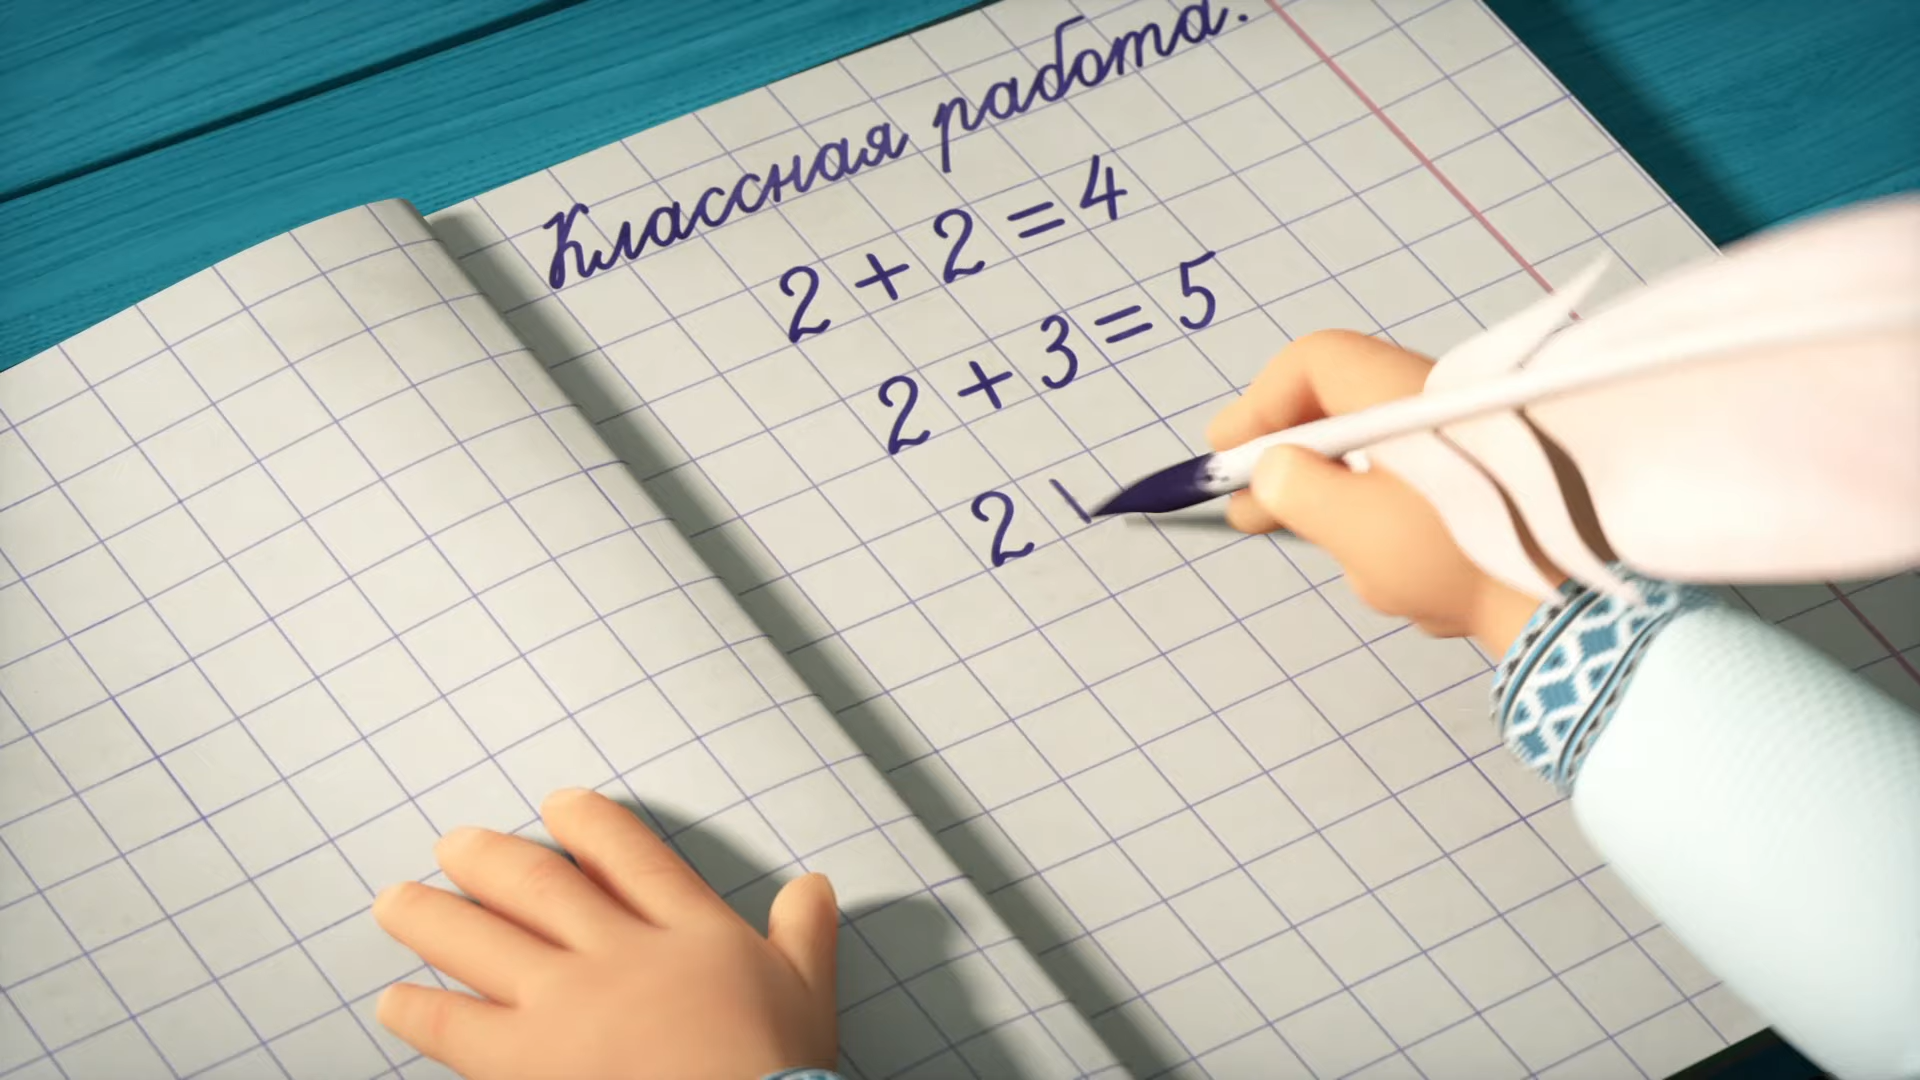 Классная работа.
2 + 2 = 4
2 + 3 = 5
2